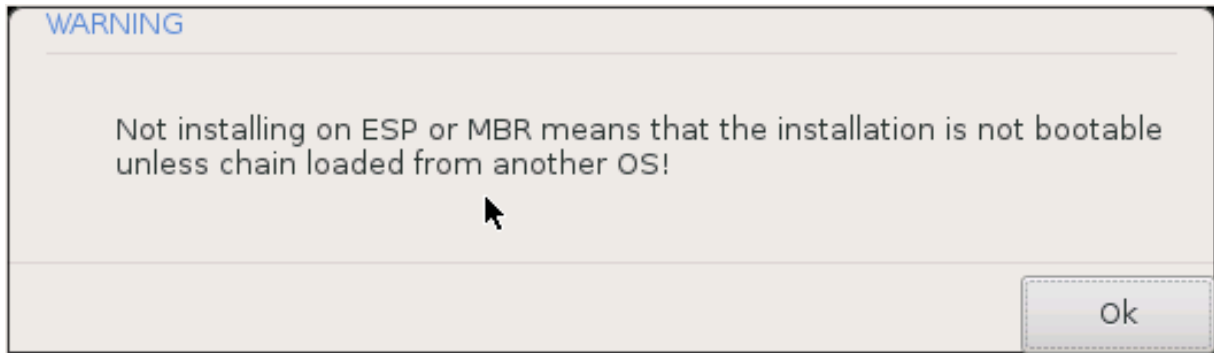 WARNING
Not installing on ESP or MBR means that the installation is not bootable
unless chain loaded from another OS!
Ok